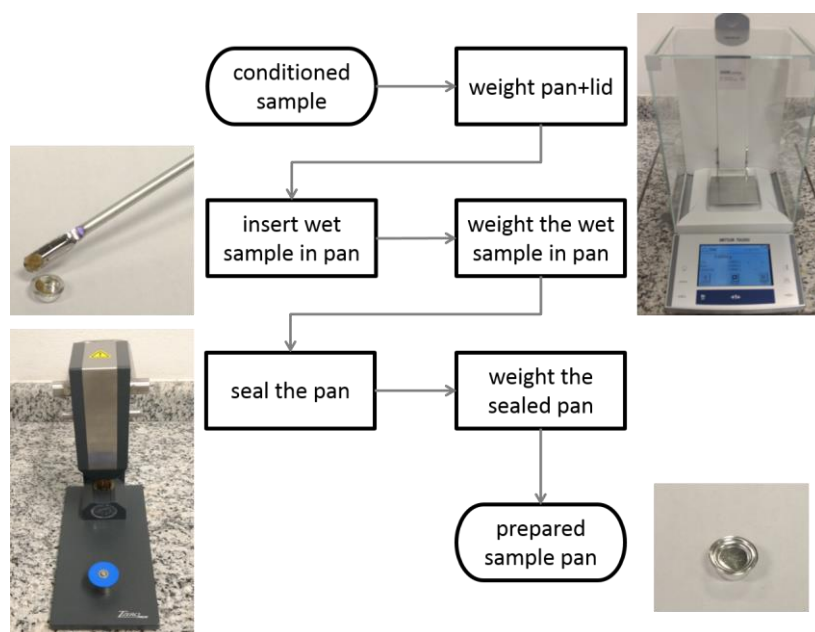 conditioned
sample
weight pan+lid
insert wet
sample in pan
weight the wet
sample in pan
seal the pan
weight the
sealed pan
prepared
sample pan
METTLER TOLEDO
Tzero